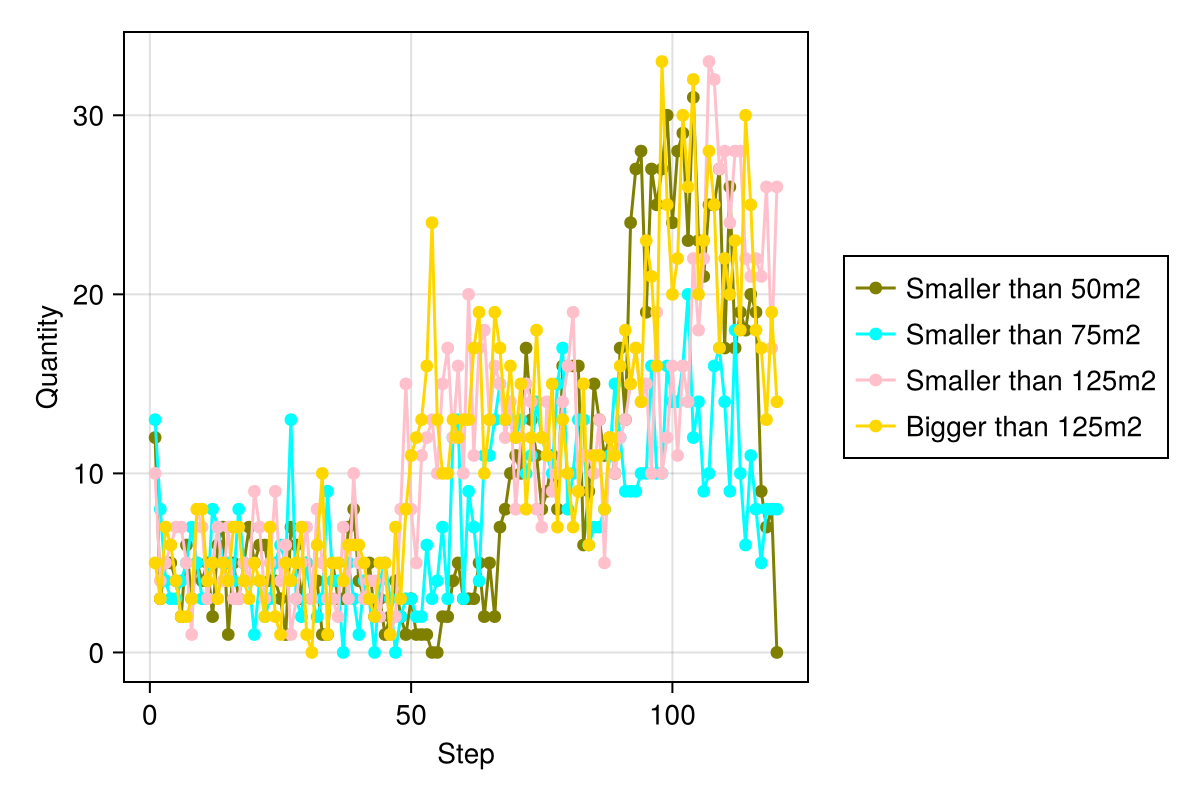 30
20
10
0
Quantity
0
50
100
Step
Smaller than 50m2
Smaller than 75m2
Smaller than 125m2
Bigger than 125m2